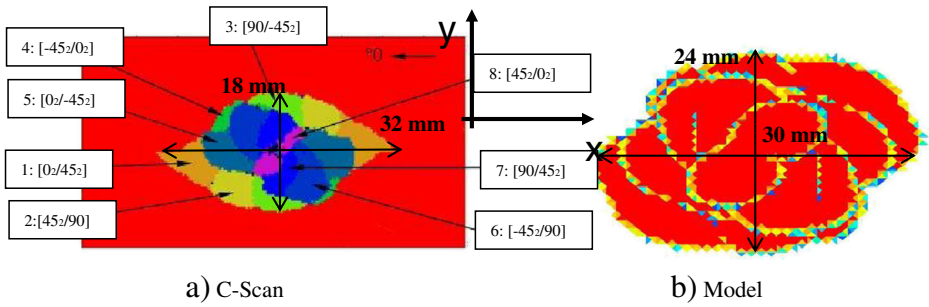 3: [90/-45₂]
y
4: [-45₂/0₂]
0°
24 mm
18 mm
8: [45₂/0₂]
5: [0₂/-45₂]
32 mm
30 mm
x
1: [0₂/45₂]
7: [90/45₂]
2:[45₂/90]
6: [-45₂/90]
a) C-Scan
b) Model